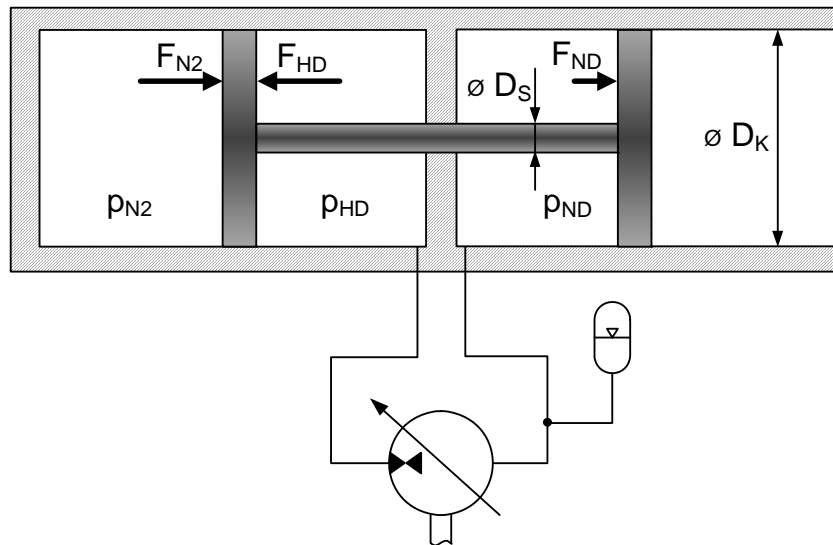 F_N2 F_HD F_ND
ø D_S
ø D_K
p_N2 p_HD p_ND